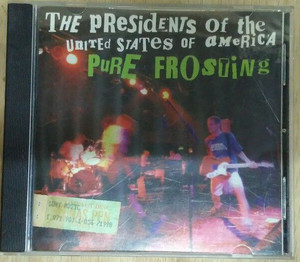 THE PRESIDENTS Of the
UNITED STATES OF AMERICA
PURE FROSTING